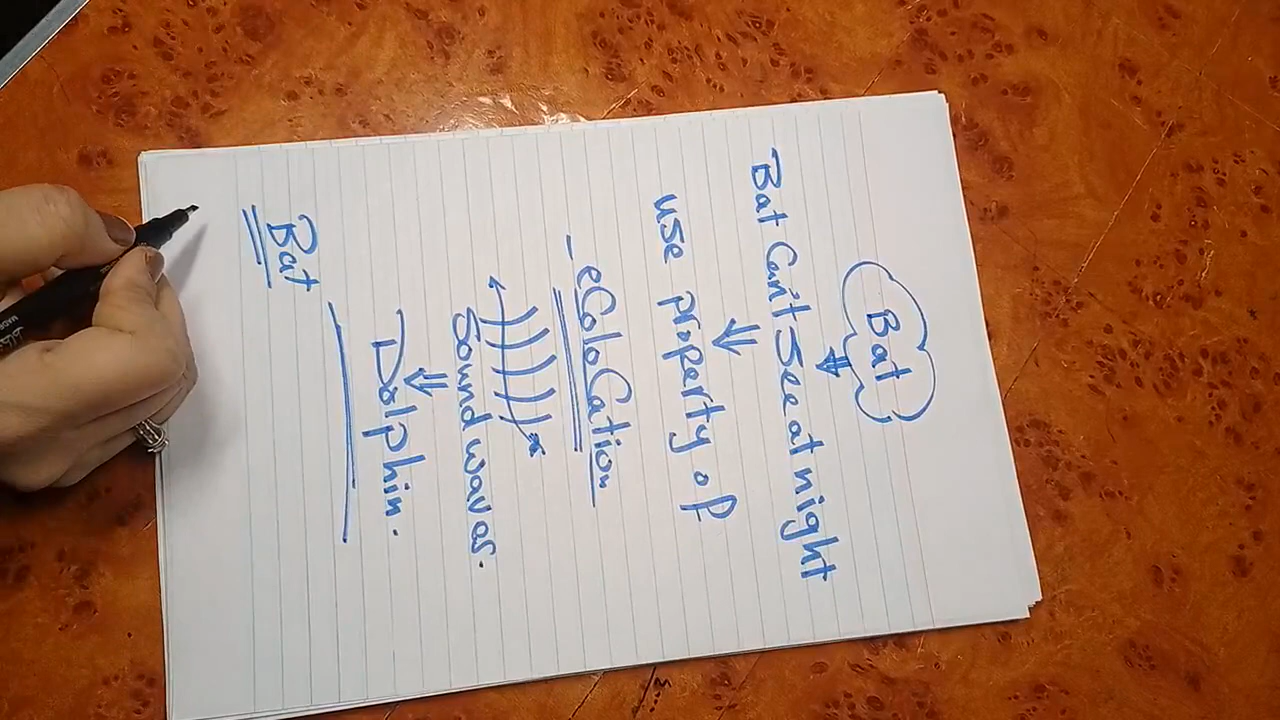 Bat
Bat Can't See at night
use property of
- eColoCation
Sound waves.
Dolphin.
Bat